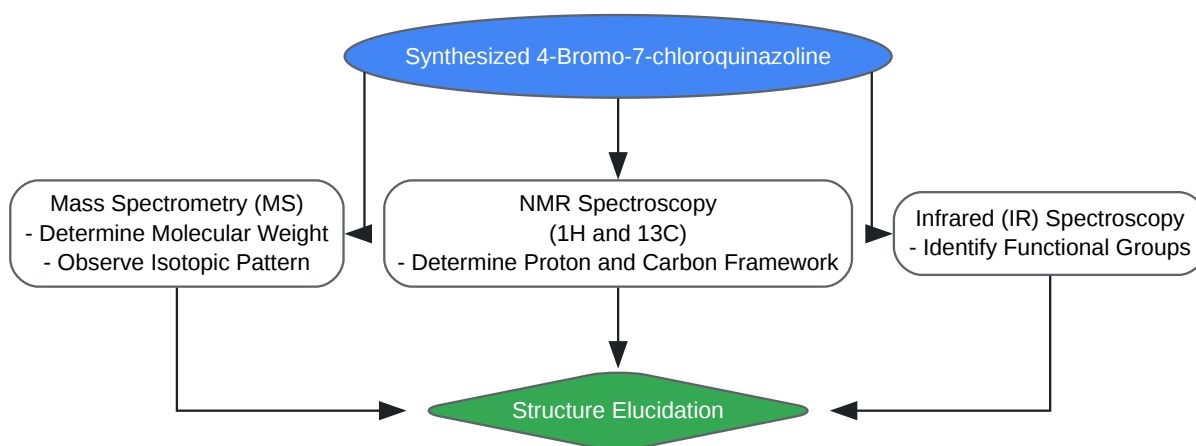 Synthesized 4-Bromo-7-chloroquinazoline
Mass Spectrometry (MS)
- Determine Molecular Weight
- Observe Isotopic Pattern
NMR Spectroscopy
(1H and 13C)
- Determine Proton and Carbon Framework
Infrared (IR) Spectroscopy
- Identify Functional Groups
Structure Elucidation